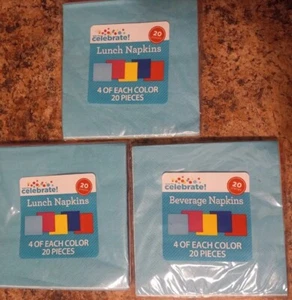 celebrate!
20
Lunch Napkins
4 OF EACH COLOR
20 PIECES
celebrate!
20
Lunch Napkins
4 OF EACH COLOR
20 PIECES
celebrate!
20
Beverage Napkins
4 OF EACH COLOR
20 PIECES